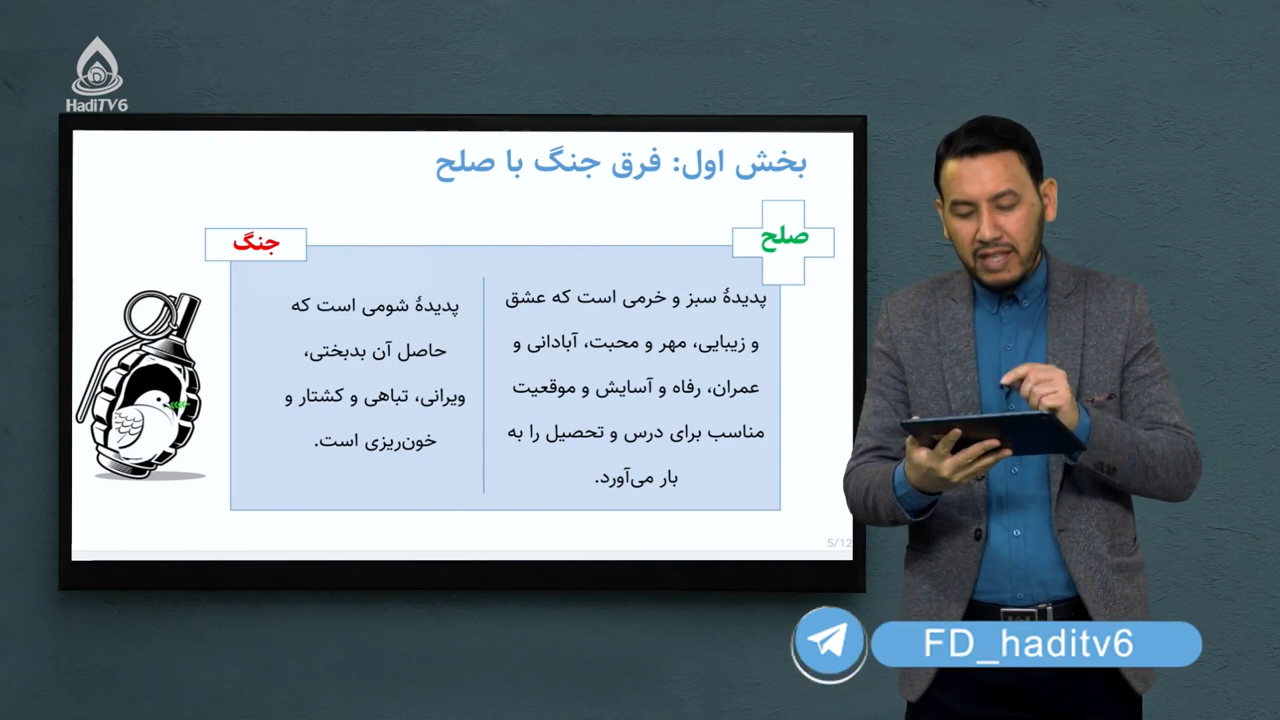 HadiTV6
بخش اول: فرق جنگ با صلح
صلح
جنگ
پدیدهٔ سبز و خرمی است که عشق
و زیبایی، مهر و محبت، آبادانی و
عمران، رفاه و آسایش و موقعیت
مناسب برای درس و تحصیل را به
بار می‌آورد.
پدیدهٔ شومی است که
حاصل آن بدبختی،
ویرانی، تباهی و کشتار و
خون‌ریزی است.
5/12
FD_haditv6